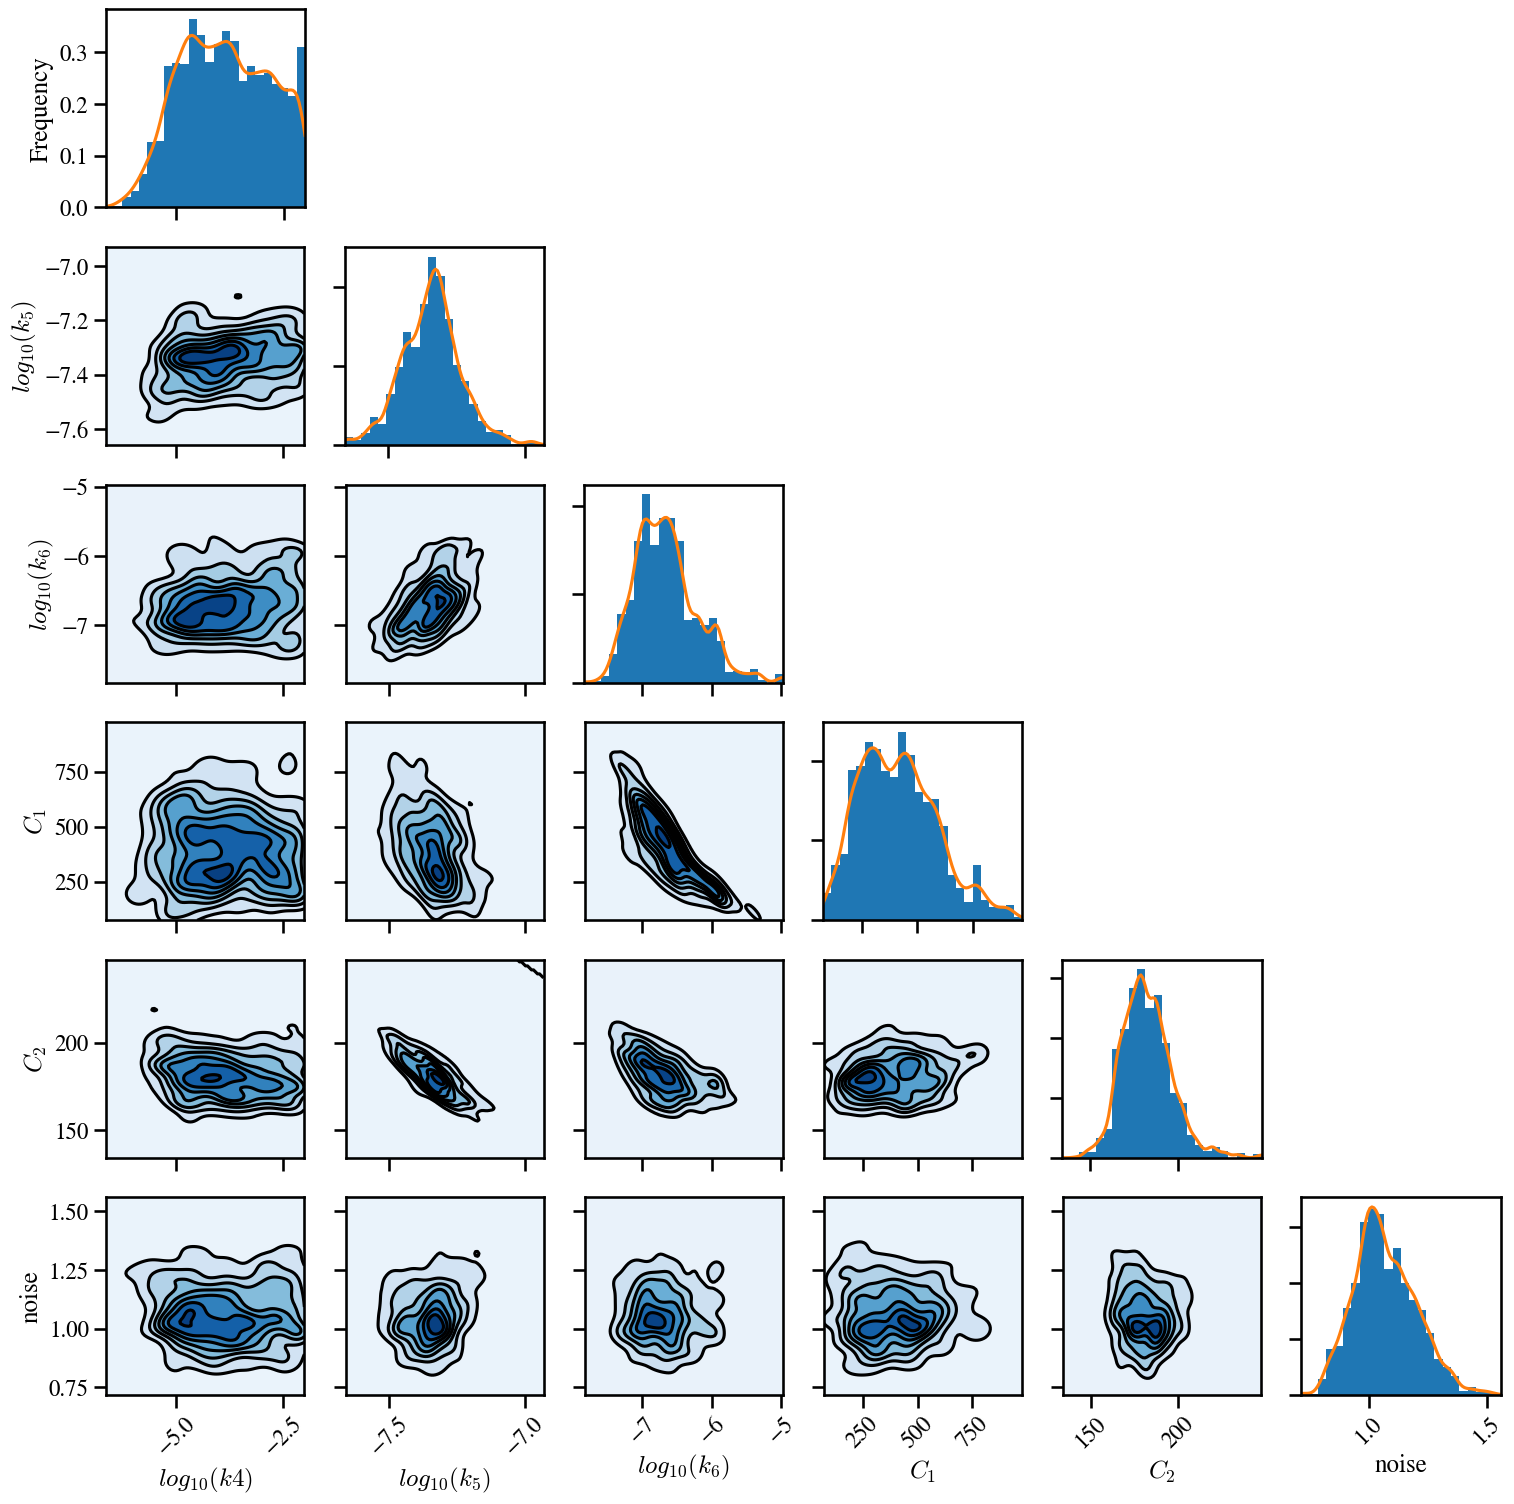 Frequency
0.3
0.2
0.1
0.0
log₁₀(k₅)
−7.0
−7.2
−7.4
−7.6
log₁₀(k₆)
−5
−6
−7
C₁
750
500
250
C₂
200
150
noise
1.50
1.25
1.00
0.75
−5.0 −2.5 −7.5 −7.0 −7 −6 −5 250 500 750 150 200 1.0 1.5
log₁₀(k4) log₁₀(k₅) log₁₀(k₆) C₁ C₂ noise